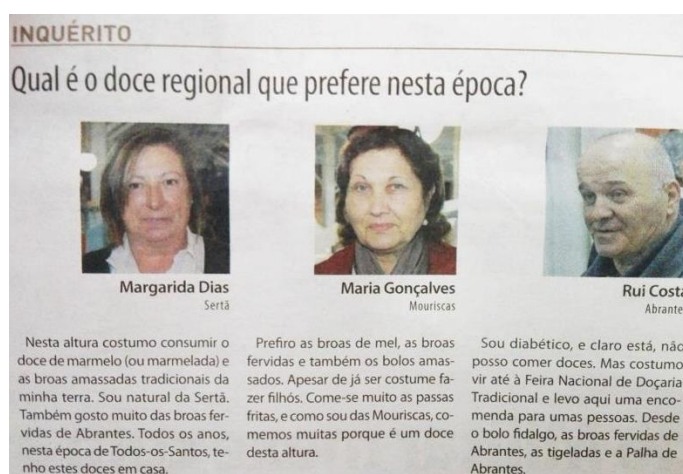 INQUÉRITO
Qual é o doce regional que prefere nesta época?
Margarida Dias
Sertã
Nesta altura costumo consumir o
doce de marmelo (ou marmelada) e
as broas amassadas tradicionais da
minha terra. Sou natural da Sertã.
Também gosto muito das broas fer-
vidas de Abrantes. Todos os anos,
nesta época de Todos-os-Santos, te-
nho estes doces em casa.
Maria Gonçalves
Mouriscas
Prefiro as broas de mel, as broas
fervidas e também os bolos amas-
sados. Apesar de já ser costume fa-
zer filhós. Come-se muito as passas
fritas, e como sou das Mouriscas, co-
memos muitas porque é um doce
desta altura.
Rui Costa
Abrantes
Sou diabético, e claro está, não
posso comer doces. Mas costumo
vir até à Feira Nacional de Doçaria
Tradicional e levo aqui uma enco-
menda para umas pessoas. Desde
o bolo fidalgo, as broas fervidas de
Abrantes, as tigeladas e a Palha de
Abrantes.